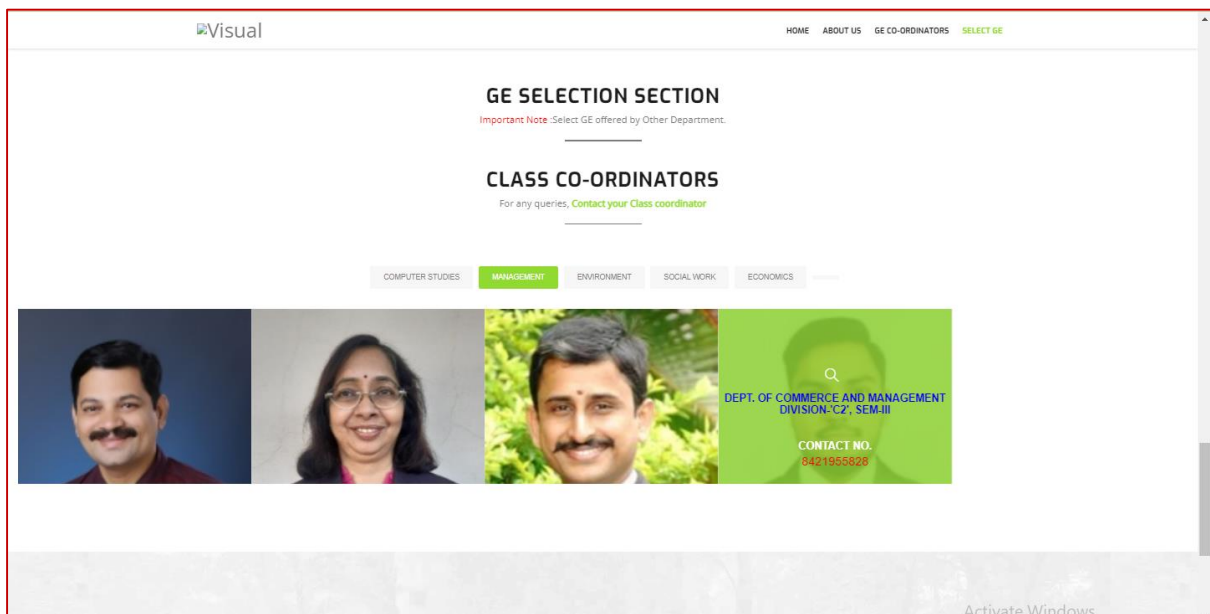 Visual
HOME ABOUT US GE CO-ORDINATORS SELECT GE
GE SELECTION SECTION
Important Note :Select GE offered by Other Department.
CLASS CO-ORDINATORS
For any queries, Contact your Class coordinator
COMPUTER STUDIES MANAGEMENT ENVIRONMENT SOCIAL WORK ECONOMICS
DEPT. OF COMMERCE AND MANAGEMENT
DIVISION-'C2', SEM-III
CONTACT NO.
8421955828
Activate Windows